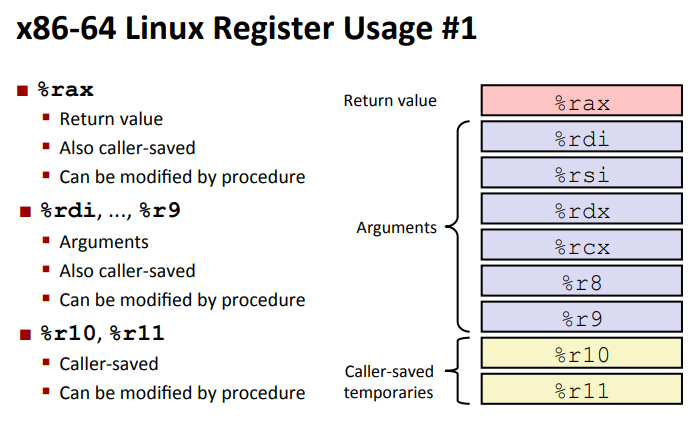 x86-64 Linux Register Usage #1
%rax
Return value
Also caller-saved
Can be modified by procedure
%rdi, ..., %r9
Arguments
Also caller-saved
Can be modified by procedure
%r10, %r11
Caller-saved
Can be modified by procedure
Return value
%rax
Arguments
%rdi
%rsi
%rdx
%rcx
%r8
%r9
Caller-saved
temporaries
%r10
%r11